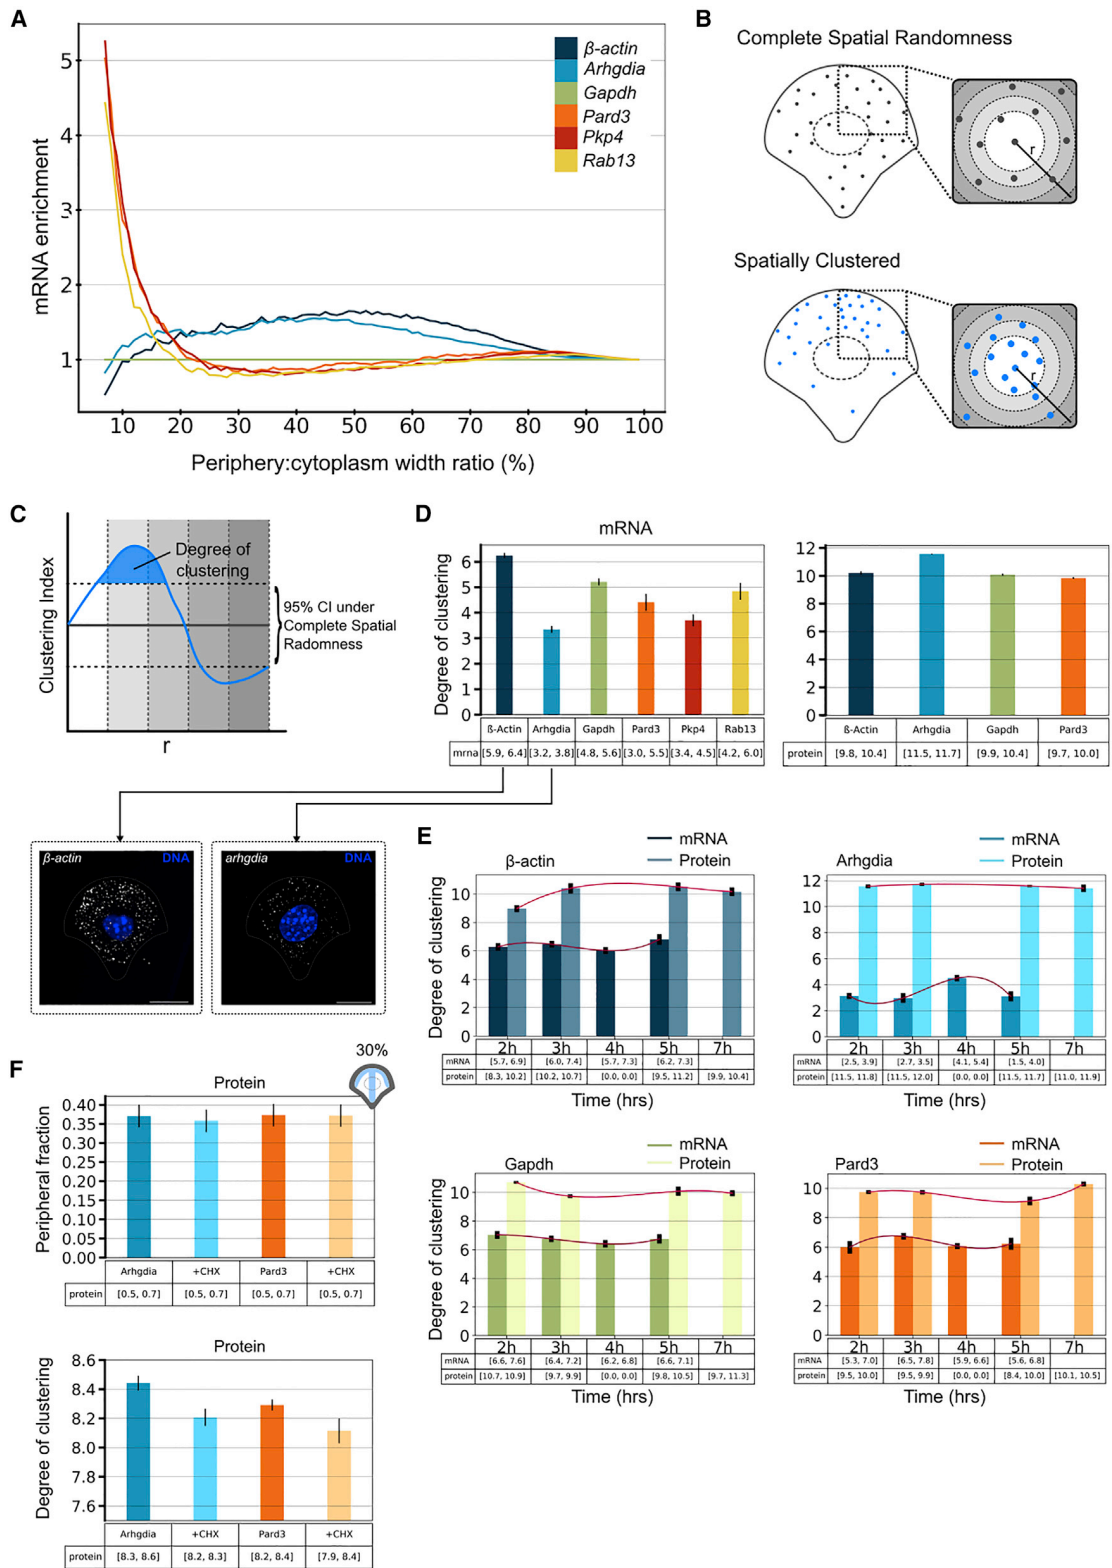 A
5
4
3
2
1
mRNA enrichment
β-actin
Arhgdia
Gapdh
Pard3
Pkp4
Rab13
10 20 30 40 50 60 70 80 90 100
Periphery:cytoplasm width ratio (%)
B
Complete Spatial Randomness
r
Spatially Clustered
r
C
Clustering Index
Degree of
clustering
95% CI under
Complete Spatial
Radomness
r
D
mRNA
Degree of clustering
6
5
4
3
2
1
0
ß-Actin Arhgdia Gapdh Pard3 Pkp4 Rab13
mrna [5.9, 6.4] [3.2, 3.8] [4.8, 5.6] [3.0, 5.5] [3.4, 4.5] [4.2, 6.0]
12
10
8
6
4
2
0
ß-Actin Arhgdia Gapdh Pard3
protein [9.8, 10.4] [11.5, 11.7] [9.9, 10.4] [9.7, 10.0]
β-actin DNA
arhgdia DNA
E
β-actin
mRNA
Protein
Degree of clustering
10
8
6
4
2
0
2h 3h 4h 5h 7h
mRNA [5.7, 6.9] [6.0, 7.4] [5.7, 7.3] [6.2, 7.3]
protein [8.3, 10.2] [10.2, 10.7] [0.0, 0.0] [9.5, 11.2] [9.9, 10.4]
Time (hrs)
Arhgdia
mRNA
Protein
12
10
8
6
4
2
0
2h 3h 4h 5h 7h
mRNA [2.5, 3.9] [2.7, 3.5] [4.1, 5.4] [1.5, 4.0]
protein [11.5, 11.8] [11.5, 12.0] [0.0, 0.0] [11.5, 11.7] [11.0, 11.9]
Time (hrs)
Gapdh
mRNA
Protein
Degree of clustering
10
8
6
4
2
0
2h 3h 4h 5h 7h
mRNA [6.6, 7.6] [6.4, 7.2] [6.2, 6.8] [6.6, 7.1]
protein [10.7, 10.9] [9.7, 9.9] [0.0, 0.0] [9.8, 10.5] [9.7, 11.3]
Time (hrs)
Pard3
mRNA
Protein
10
8
6
4
2
0
2h 3h 4h 5h 7h
mRNA [5.3, 7.0] [6.5, 7.8] [5.9, 6.6] [5.6, 6.8]
protein [9.5, 10.0] [9.5, 9.9] [0.0, 0.0] [8.4, 10.0] [10.1, 10.5]
Time (hrs)
F
30%
Protein
Peripheral fraction
0.40
0.35
0.30
0.25
0.20
0.15
0.10
0.05
0.00
Arhgdia +CHX Pard3 +CHX
protein [0.5, 0.7] [0.5, 0.7] [0.5, 0.7] [0.5, 0.7]
Protein
Degree of clustering
8.6
8.4
8.2
8.0
7.8
7.6
Arhgdia +CHX Pard3 +CHX
protein [8.3, 8.6] [8.2, 8.3] [8.2, 8.4] [7.9, 8.4]